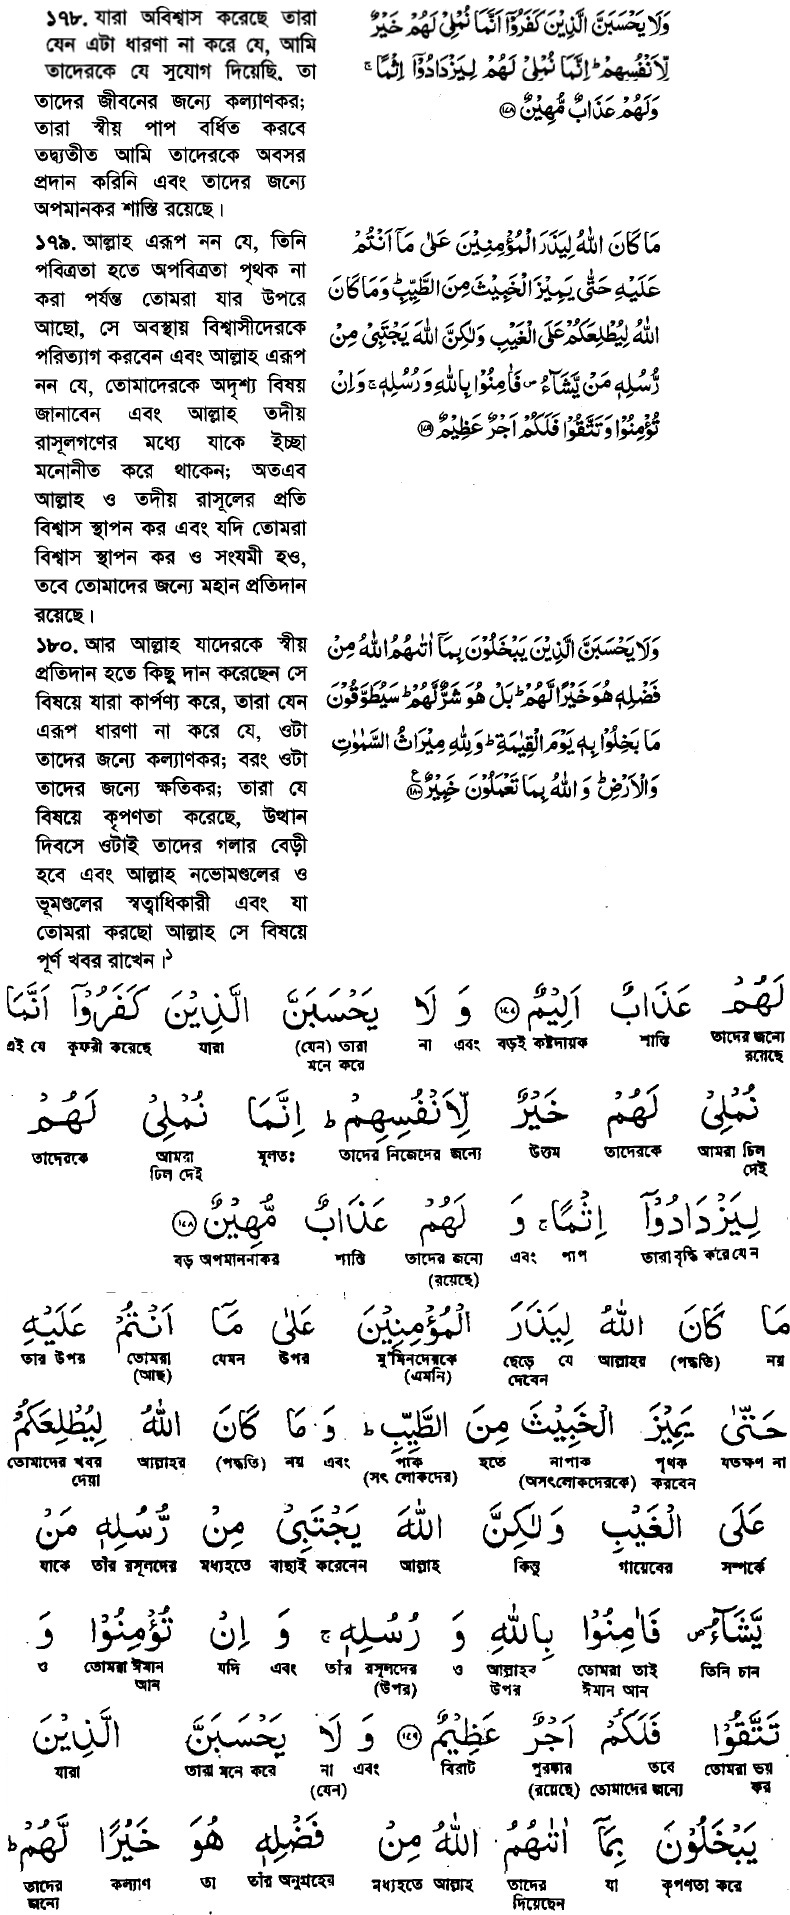 ১৭৮. যারা অবিশ্বাস করেছে তারা
যেন এটা ধারণা না করে যে, আমি
তাদেরকে যে সুযোগ দিয়েছি, তা
তাদের জীবনের জন্যে কল্যাণকর;
তারা স্বীয় পাপ বর্ধিত করবে
তদ্ব্যতীত আমি তাদেরকে অবসর
প্রদান করিনি এবং তাদের জন্যে
অপমানকর শাস্তি রয়েছে।
وَلَا يَحْسَبَنَّ الَّذِيْنَ كَفَرُوْٓا اَنَّمَا نُمْلِيْ لَهُمْ خَيْرٌ
لِّاَنْفُسِهِمْ ؕ اِنَّمَا نُمْلِيْ لَهُمْ لِيَزْدَادُوْٓا اِثْمًا ۚ
وَلَهُمْ عَذَابٌ مُّهِيْنٌ ﴿۱۷۸﴾
১৭৯. আল্লাহ এরূপ নন যে, তিনি
পবিত্রতা হতে অপবিত্রতা পৃথক না
করা পর্যন্ত তোমরা যার উপরে
আছো, সে অবস্থায় বিশ্বাসীদেরকে
পরিত্যাগ করবেন এবং আল্লাহ এরূপ
নন যে, তোমাদেরকে অদৃশ্য বিষয়
জানাবেন এবং আল্লাহ তদীয়
রাসূলগণের মধ্যে যাকে ইচ্ছা
মনোনীত করে থাকেন; অতএব
আল্লাহ ও তদীয় রাসূলের প্রতি
বিশ্বাস স্থাপন কর এবং যদি তোমরা
বিশ্বাস স্থাপন কর ও সংযমী হও,
তবে তোমাদের জন্যে মহান প্রতিদান
রয়েছে।
مَا كَانَ اللّٰهُ لِيَذَرَ الْمُؤْمِنِيْنَ عَلٰى مَآ اَنْتُمْ
عَلَيْهِ حَتّٰى يَمِيْزَ الْخَبِيْثَ مِنَ الطَّيِّبِ ؕ وَمَا كَانَ
اللّٰهُ لِيُطْلِعَكُمْ عَلَى الْغَيْبِ وَلٰكِنَّ اللّٰهَ يَجْتَبِيْ مِنْ
رُّسُلِهٖ مَنْ يَّشَآءُ ۪ فَاٰمِنُوْا بِاللّٰهِ وَرُسُلِهٖ ۚ وَاِنْ
تُؤْمِنُوْا وَتَتَّقُوْا فَلَكُمْ اَجْرٌ عَظِيْمٌ ﴿۱۷۹﴾
১৮০. আর আল্লাহ যাদেরকে স্বীয়
প্রতিদান হতে কিছু দান করেছেন সে
বিষয়ে যারা কার্পণ্য করে, তারা যেন
এরূপ ধারণা না করে যে, ওটা
তাদের জন্যে কল্যাণকর; বরং ওটা
তাদের জন্যে ক্ষতিকর; তারা যে
বিষয়ে কৃপণতা করেছে, উত্থান
দিবসে ওটাই তাদের গলার বেড়ী
হবে এবং আল্লাহ নভোমণ্ডলের ও
ভূমণ্ডলের স্বত্বাধিকারী এবং যা
তোমরা করছো আল্লাহ সে বিষয়ে
পূর্ণ খবর রাখেন।১
وَلَا يَحْسَبَنَّ الَّذِيْنَ يَبْخَلُوْنَ بِمَآ اٰتٰىهُمُ اللّٰهُ مِنْ
فَضْلِهٖ هُوَ خَيْرًا لَّهُمْ ؕ بَلْ هُوَ شَرٌّ لَّهُمْ ؕ سَيُطَوَّقُوْنَ
مَا بَخِلُوْا بِهٖ يَوْمَ الْقِيٰمَةِ ؕ وَلِلّٰهِ مِيْرَاثُ السَّمٰوٰتِ
وَالْاَرْضِ ؕ وَاللّٰهُ بِمَا تَعْمَلُوْنَ خَبِيْرٌ ﴿۱۸۰﴾ ع
لَهُمْ عَذَابٌ اَلِيْمٌ ﴿۱۷۷﴾ وَ لَا يَحْسَبَنَّ الَّذِيْنَ كَفَرُوْٓا اَنَّمَا
এই যে কুফরী করেছে যারা (যেন) তারা না এবং বড়ই কষ্টদায়ক শাস্তি তাদের জন্যে
মনে করে রয়েছে
نُمْلِيْ لَهُمْ خَيْرٌ لِّاَنْفُسِهِمْ ؕ اِنَّمَا نُمْلِيْ لَهُمْ
তাদেরকে আমরা মূলতঃ তাদের নিজেদের জন্যে উত্তম তাদেরকে আমরা ঢিল
ঢিল দেই দেই
لِيَزْدَادُوْٓا اِثْمًا ۚ وَ لَهُمْ عَذَابٌ مُّهِيْنٌ ﴿۱۷۸﴾
বড় অপমাননাকর শাস্তি তাদের জন্যে এবং পাপ তারা বৃদ্ধি করে যেন
(রয়েছে)
مَا كَانَ اللّٰهُ لِيَذَرَ الْمُؤْمِنِيْنَ عَلٰى مَآ اَنْتُمْ عَلَيْهِ
তার উপর তোমরা যেমন উপর মু'মিনদেরকে ছেড়ে যে আল্লাহর (পদ্ধতি) নয়
(আছ) (এমনি) দেবেন
حَتّٰى يَمِيْزَ الْخَبِيْثَ مِنَ الطَّيِّبِ ؕ وَ مَا كَانَ اللّٰهُ لِيُطْلِعَكُمْ
তোমাদের খবর আল্লাহর (পদ্ধতি) নয় এবং পাক হতে নাপাক পৃথক যতক্ষণ না
দেয়া (সৎ লোকদের) (অসৎলোকদেরকে) করবেন
عَلَى الْغَيْبِ وَلٰكِنَّ اللّٰهَ يَجْتَبِيْ مِنْ رُّسُلِهٖ مَنْ
যাকে তাঁর রসূলদের মধ্যহতে বাছাই করেনেন আল্লাহ কিন্তু গায়েবের সম্পর্কে
يَّشَآءُ ۪ فَاٰمِنُوْا بِاللّٰهِ وَ رُسُلِهٖ ۚ وَ اِنْ تُؤْمِنُوْا وَ
ও তোমরা ঈমান যদি এবং তাঁর রসূলদের ও আল্লাহর তোমরা তাই তিনি চান
আন (উপর) উপর ঈমান আন
تَتَّقُوْا فَلَكُمْ اَجْرٌ عَظِيْمٌ ﴿۱۷۹﴾ وَ لَا يَحْسَبَنَّ الَّذِيْنَ
যারা তারা মনে করে না এবং বিরাট পুরস্কার তবে তোমরা ভয়
(যেন) (রয়েছে) তোমাদের জন্যে কর
يَبْخَلُوْنَ بِمَآ اٰتٰىهُمُ اللّٰهُ مِنْ فَضْلِهٖ هُوَ خَيْرًا لَّهُمْ ؕ
তাদের কল্যাণ তা তাঁর অনুগ্রহের মধ্যহতে আল্লাহ তাদের যা কৃপণতা করে
জন্যে দিয়েছেন